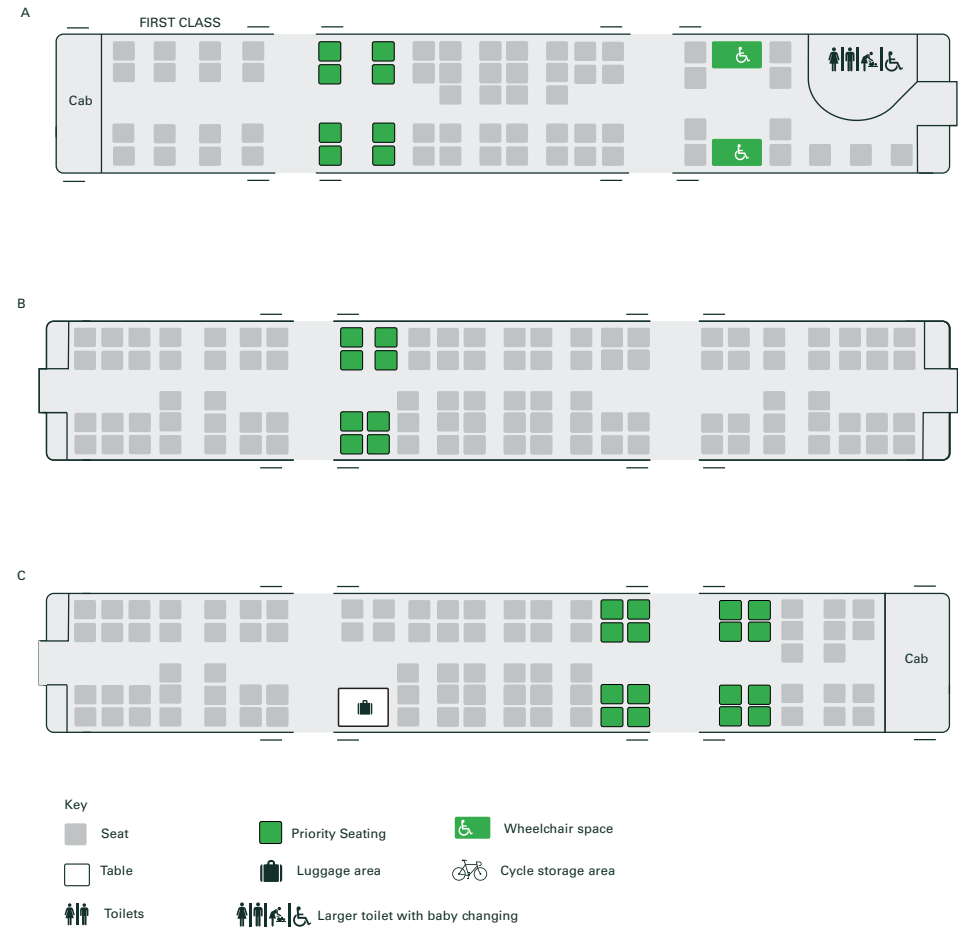 A
FIRST CLASS
Cab
B
C
Cab
Key
Seat
Priority Seating
Wheelchair space
Table
Luggage area
Cycle storage area
Toilets
Larger toilet with baby changing